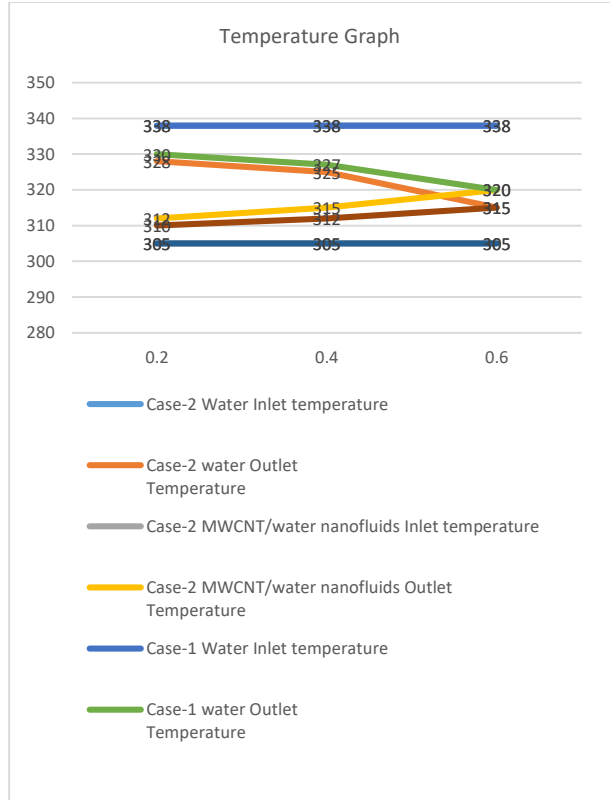 Temperature Graph
350
340
338 338 338
330
330 327
328 325
320
320
315
312 315
310
310 312
305 305 305
300
290
280
0.2 0.4 0.6
Case-2 Water Inlet temperature
Case-2 water Outlet
Temperature
Case-2 MWCNT/water nanofluids Inlet temperature
Case-2 MWCNT/water nanofluids Outlet
Temperature
Case-1 Water Inlet temperature
Case-1 water Outlet
Temperature